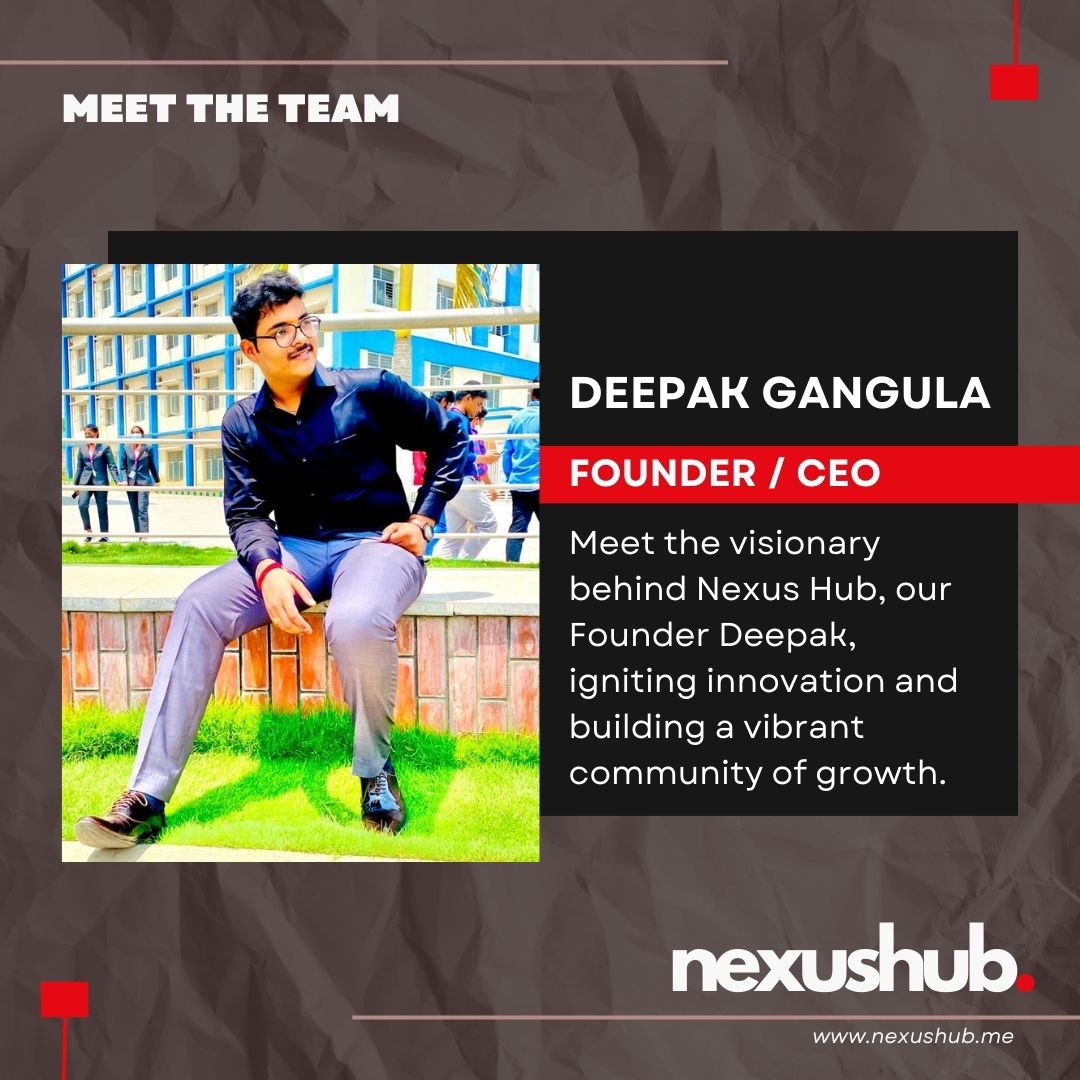 MEET THE TEAM
DEEPAK GANGULA
FOUNDER / CEO
Meet the visionary
behind Nexus Hub, our
Founder Deepak,
igniting innovation and
building a vibrant
community of growth.
nexushub.
www.nexushub.me